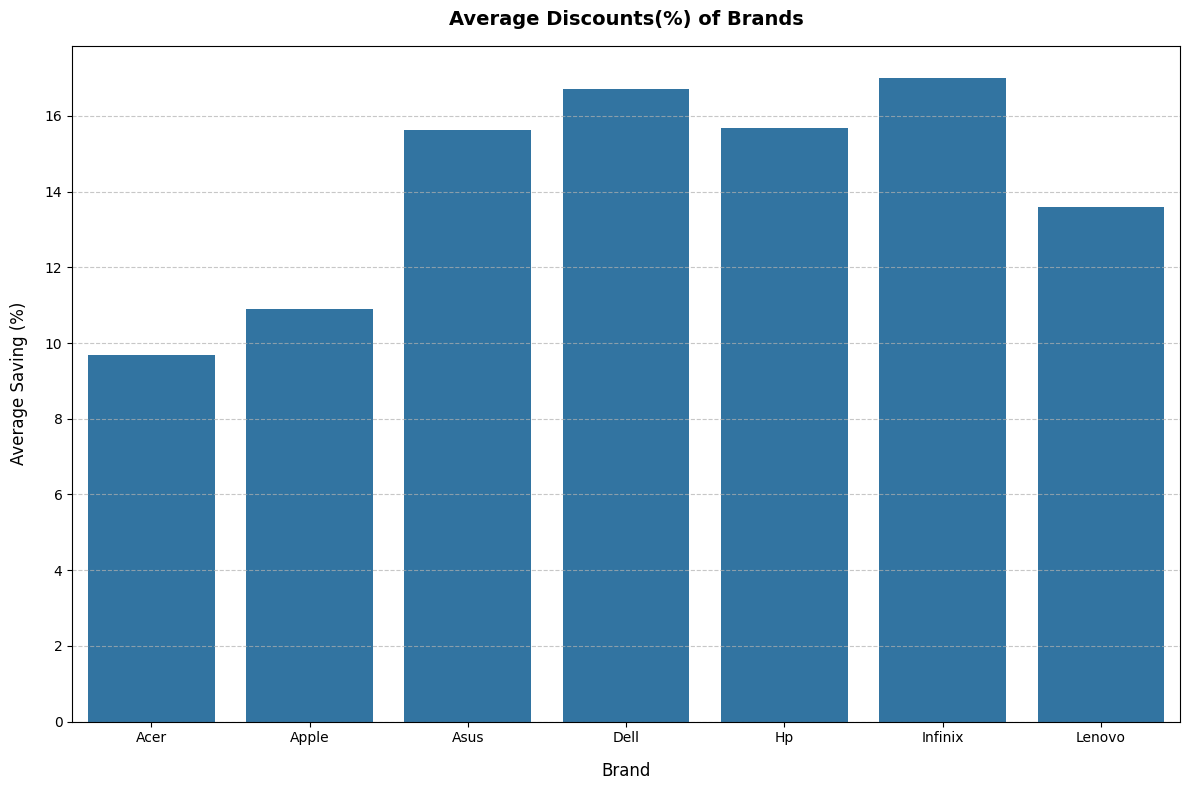 Average Discounts(%) of Brands
Average Saving (%)
16
14
12
10
8
6
4
2
0
Acer Apple Asus Dell Hp Infinix Lenovo
Brand